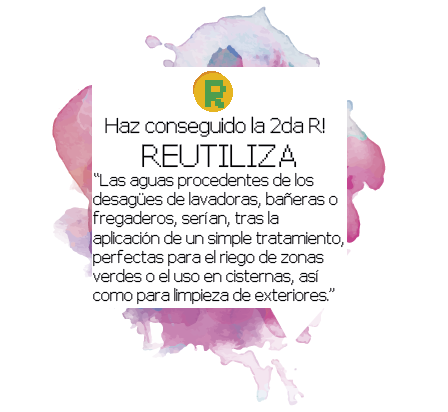 R
Haz conseguido la 2da R!
REUTILIZA
“Las aguas procedentes de los
desagües de lavadoras, bañeras o
fregaderos, serían, tras la
aplicación de un simple tratamiento,
perfectas para el riego de zonas
verdes o el uso en cisternas, así
como para limpieza de exteriores.”